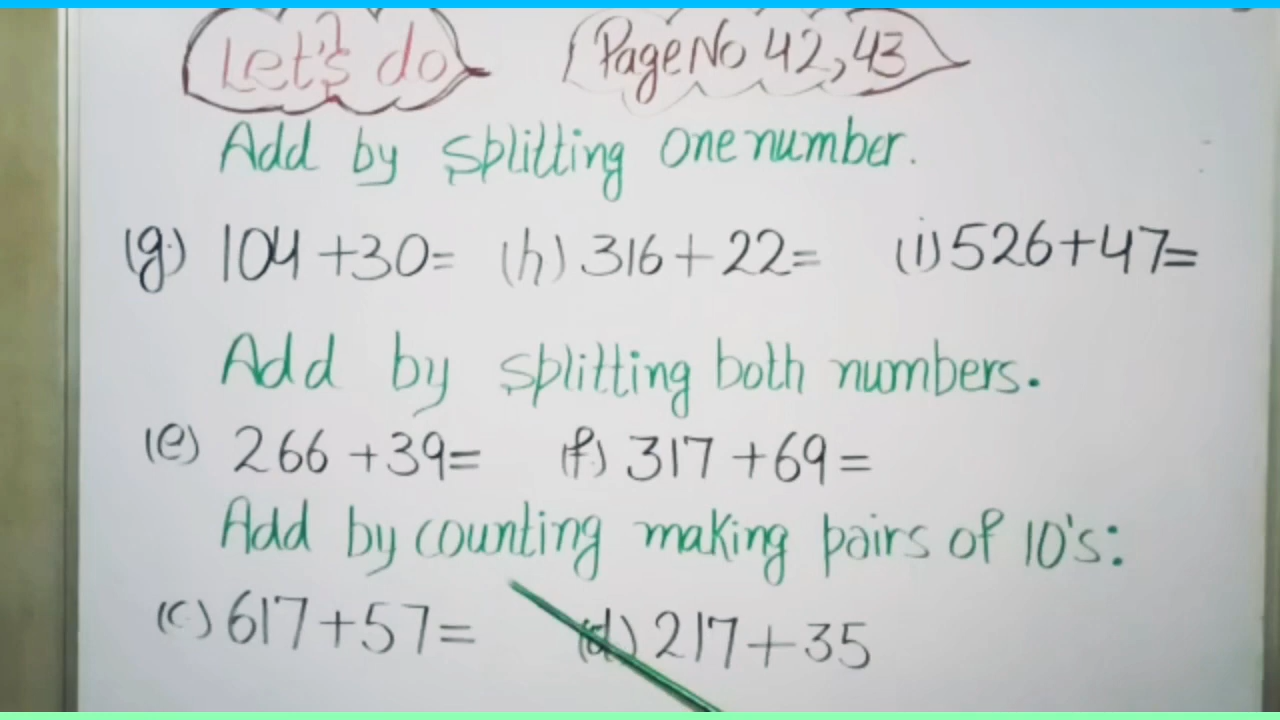 Let's do Page No 42,43
Add by splitting one number.
(g) 104+30= (h) 316+22= (i) 526+47=
Add by splitting both numbers.
(e) 266+39= (f) 317+69=
Add by counting making pairs of 10's:
(c) 617+57= (d) 217+35